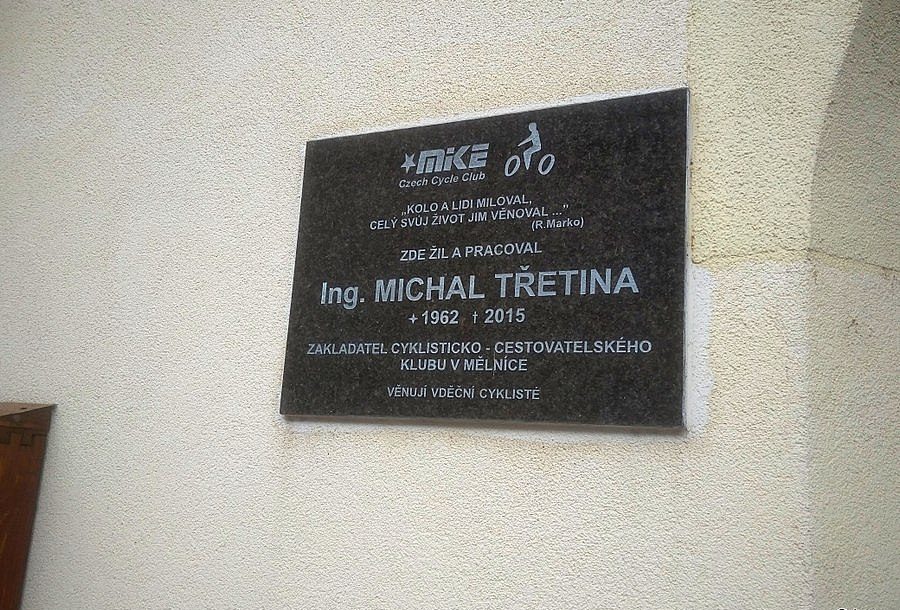 MIKE
Czech Cycle Club
„KOLO A LIDI MILOVAL,
CELÝ SVŮJ ŽIVOT JIM VĚNOVAL ...”
(R.Marko)
ZDE ŽIL A PRACOVAL
Ing. MICHAL TŘETINA
1962 † 2015
ZAKLADATEL CYKLISTICKO - CESTOVATELSKÉHO
KLUBU V MĚLNÍCE
VĚNUJÍ VDĚČNÍ CYKLISTÉ